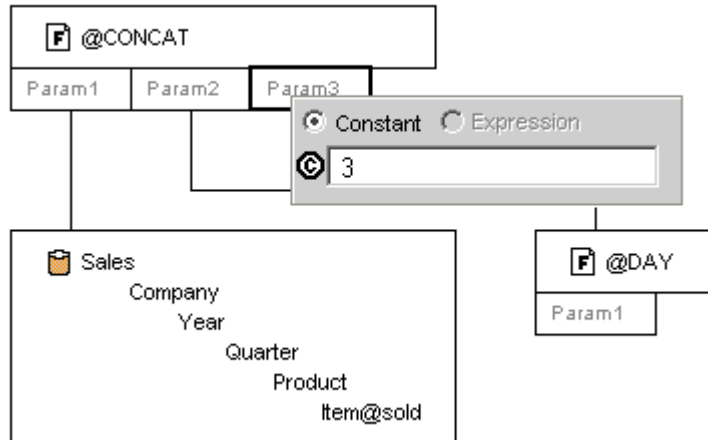 F @CONCAT
Param1 Param2 Param3
Constant Expression
C 3
Sales
F @DAY
Company
Year
Param1
Quarter
Product
Item@sold